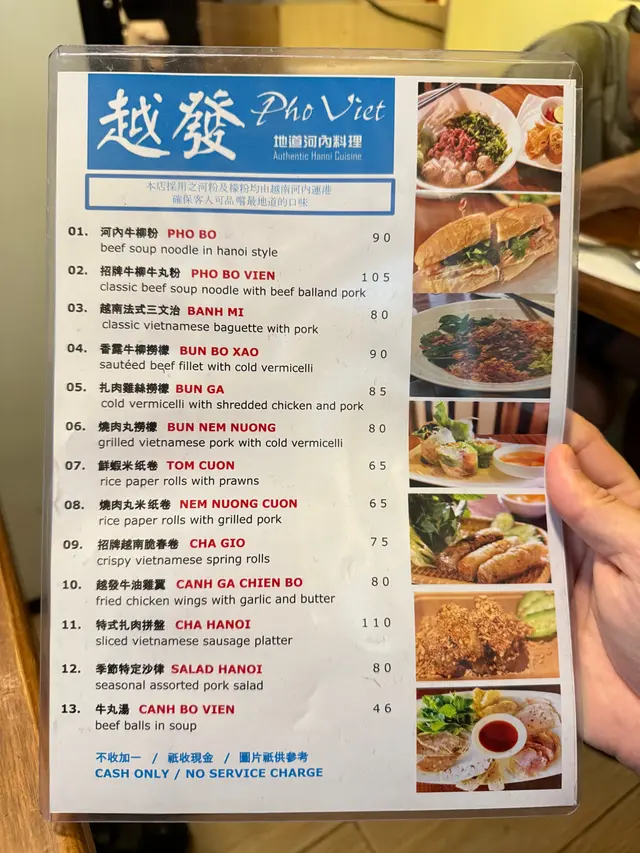 越發 Pho Viet
地道河內料理
Authentic Hanoi Cuisine
本店採用之河粉及檬粉均由越南河內運港
確保客人可品嚐最地道的口味
01. 河內牛柳粉 PHO BO 90
beef soup noodle in hanoi style
02. 招牌牛柳牛丸粉 PHO BO VIEN 105
classic beef soup noodle with beef balland pork
03. 越南法式三文治 BANH MI 80
classic vietnamese baguette with pork
04. 香露牛柳撈檬 BUN BO XAO 90
sautéed beef fillet with cold vermicelli
05. 扎肉雞絲撈檬 BUN GA 85
cold vermicelli with shredded chicken and pork
06. 燒肉丸撈檬 BUN NEM NUONG 80
grilled vietnamese pork with cold vermicelli
07. 鮮蝦米纸卷 TOM CUON 65
rice paper rolls with prawns
08. 燒肉丸米纸卷 NEM NUONG CUON 65
rice paper rolls with grilled pork
09. 招牌越南脆春卷 CHA GIO 75
crispy vietnamese spring rolls
10. 越發牛油雞翼 CANH GA CHIEN BO 80
fried chicken wings with garlic and butter
11. 特式扎肉拼盤 CHA HANOI 110
sliced vietnamese sausage platter
12. 季節特定沙律 SALAD HANOI 80
seasonal assorted pork salad
13. 牛丸湯 CANH BO VIEN 46
beef balls in soup
不收加一 / 祇收現金 / 圖片祇供參考
CASH ONLY / NO SERVICE CHARGE